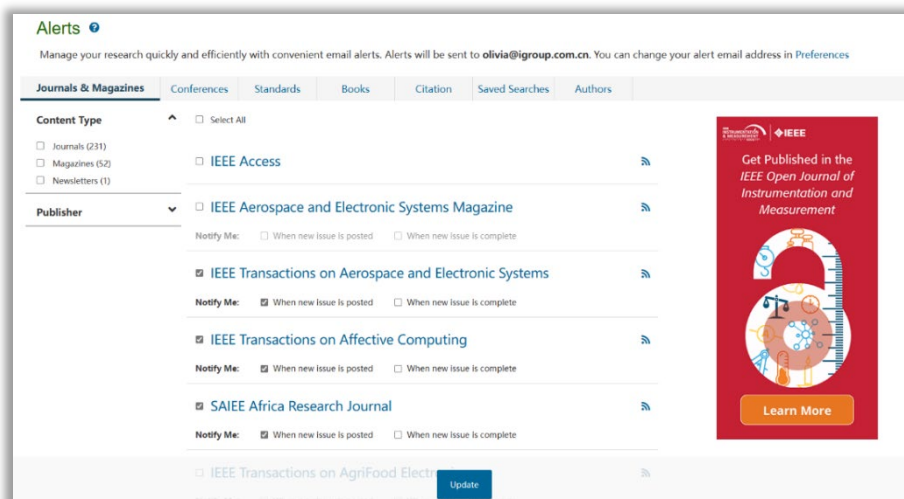 Alerts ?
Manage your research quickly and efficiently with convenient email alerts. Alerts will be sent to olivia@igroup.com.cn. You can change your alert email address in Preferences
Journals & Magazines Conferences Standards Books Citation Saved Searches Authors
Content Type
Journals (231)
Magazines (52)
Newsletters (1)
Publisher
Select All
IEEE Access
IEEE Aerospace and Electronic Systems Magazine
Notify Me: When new issue is posted When new issue is complete
IEEE Transactions on Aerospace and Electronic Systems
Notify Me: When new issue is posted When new issue is complete
IEEE Transactions on Affective Computing
Notify Me: When new issue is posted When new issue is complete
SAIEE Africa Research Journal
Notify Me: When new issue is posted When new issue is complete
IEEE Transactions on AgriFood
Update
IEEE
Get Published in the
IEEE Open Journal of
Instrumentation and
Measurement
Learn More